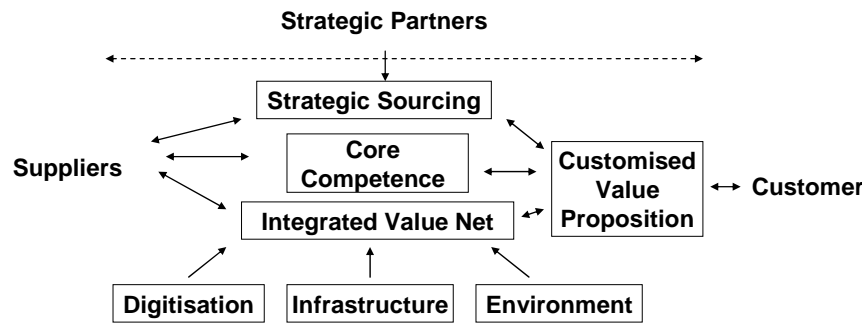 Strategic Partners
Strategic Sourcing
Suppliers
Core
Competence
Customised
Value
Proposition
Customer
Integrated Value Net
Digitisation
Infrastructure
Environment